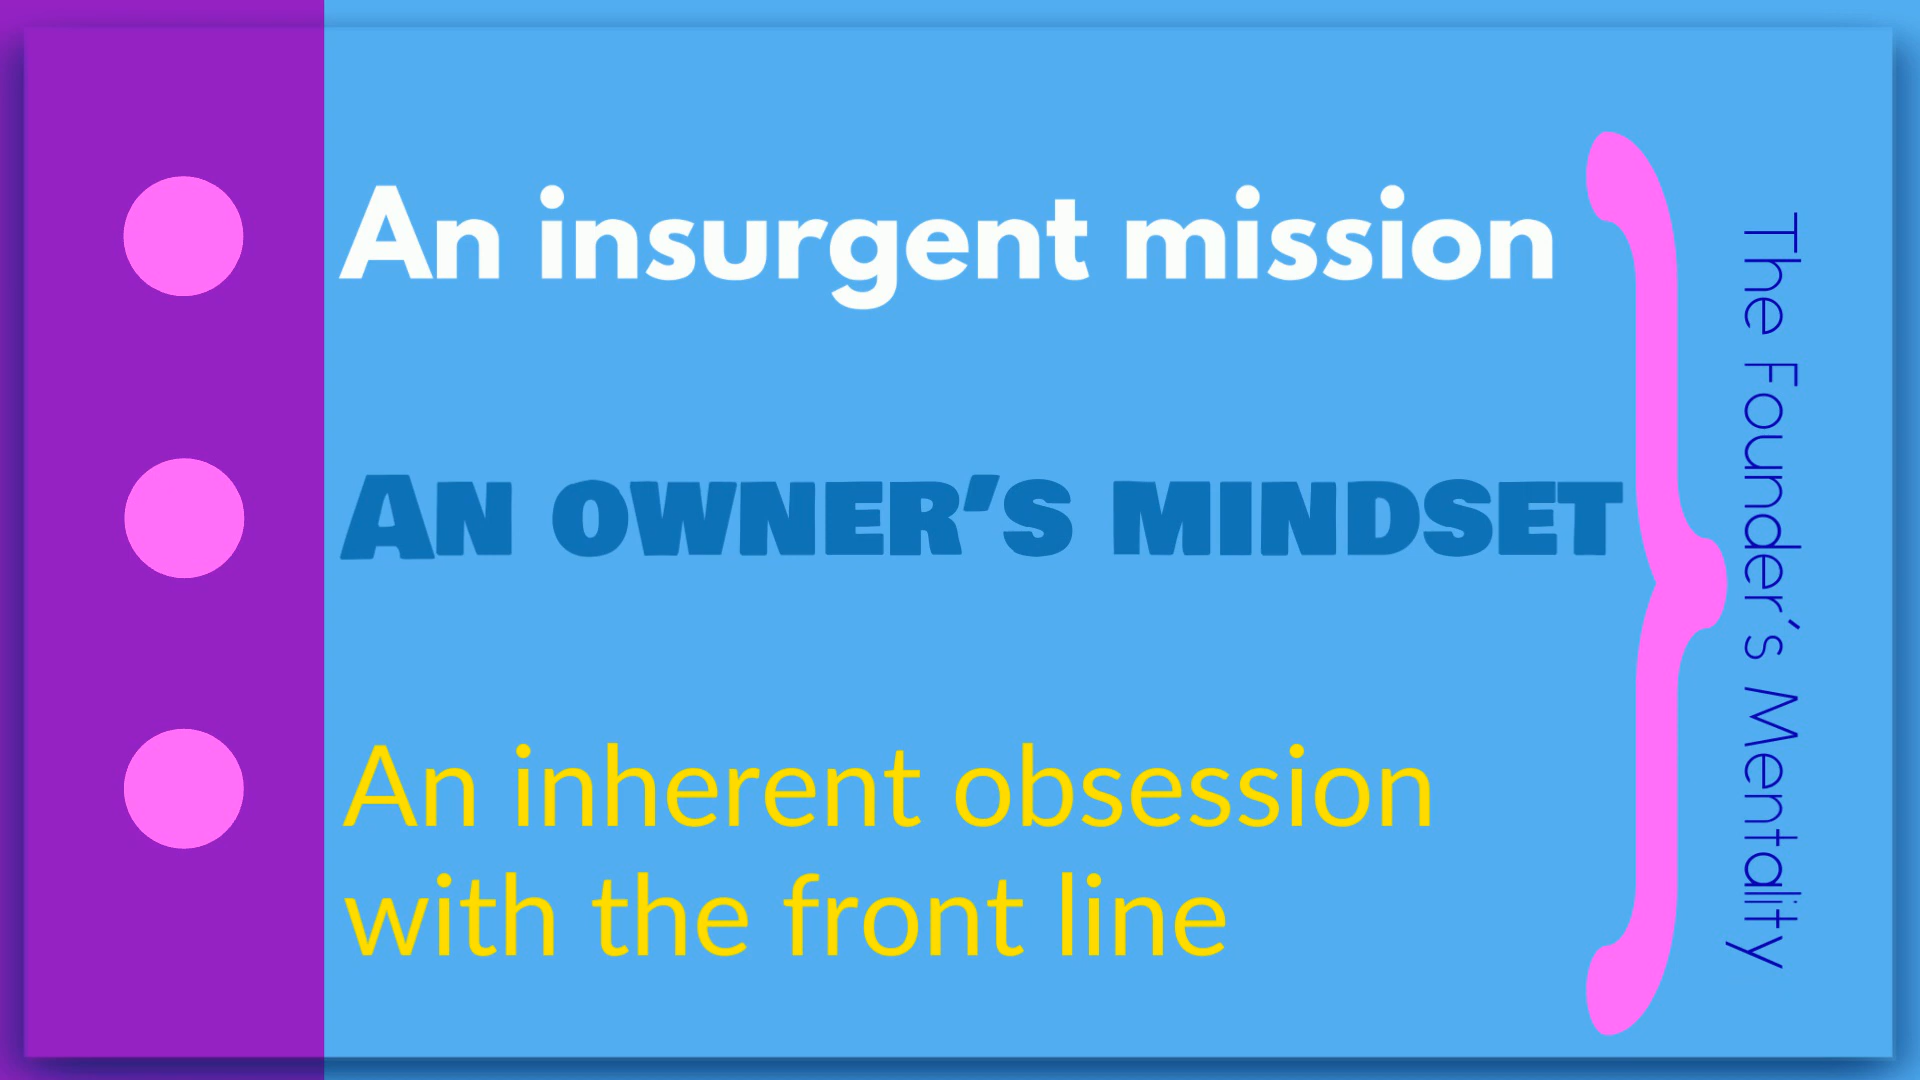 An insurgent mission
An owner’s mindset
An inherent obsession
with the front line
The Founder’s Mentality